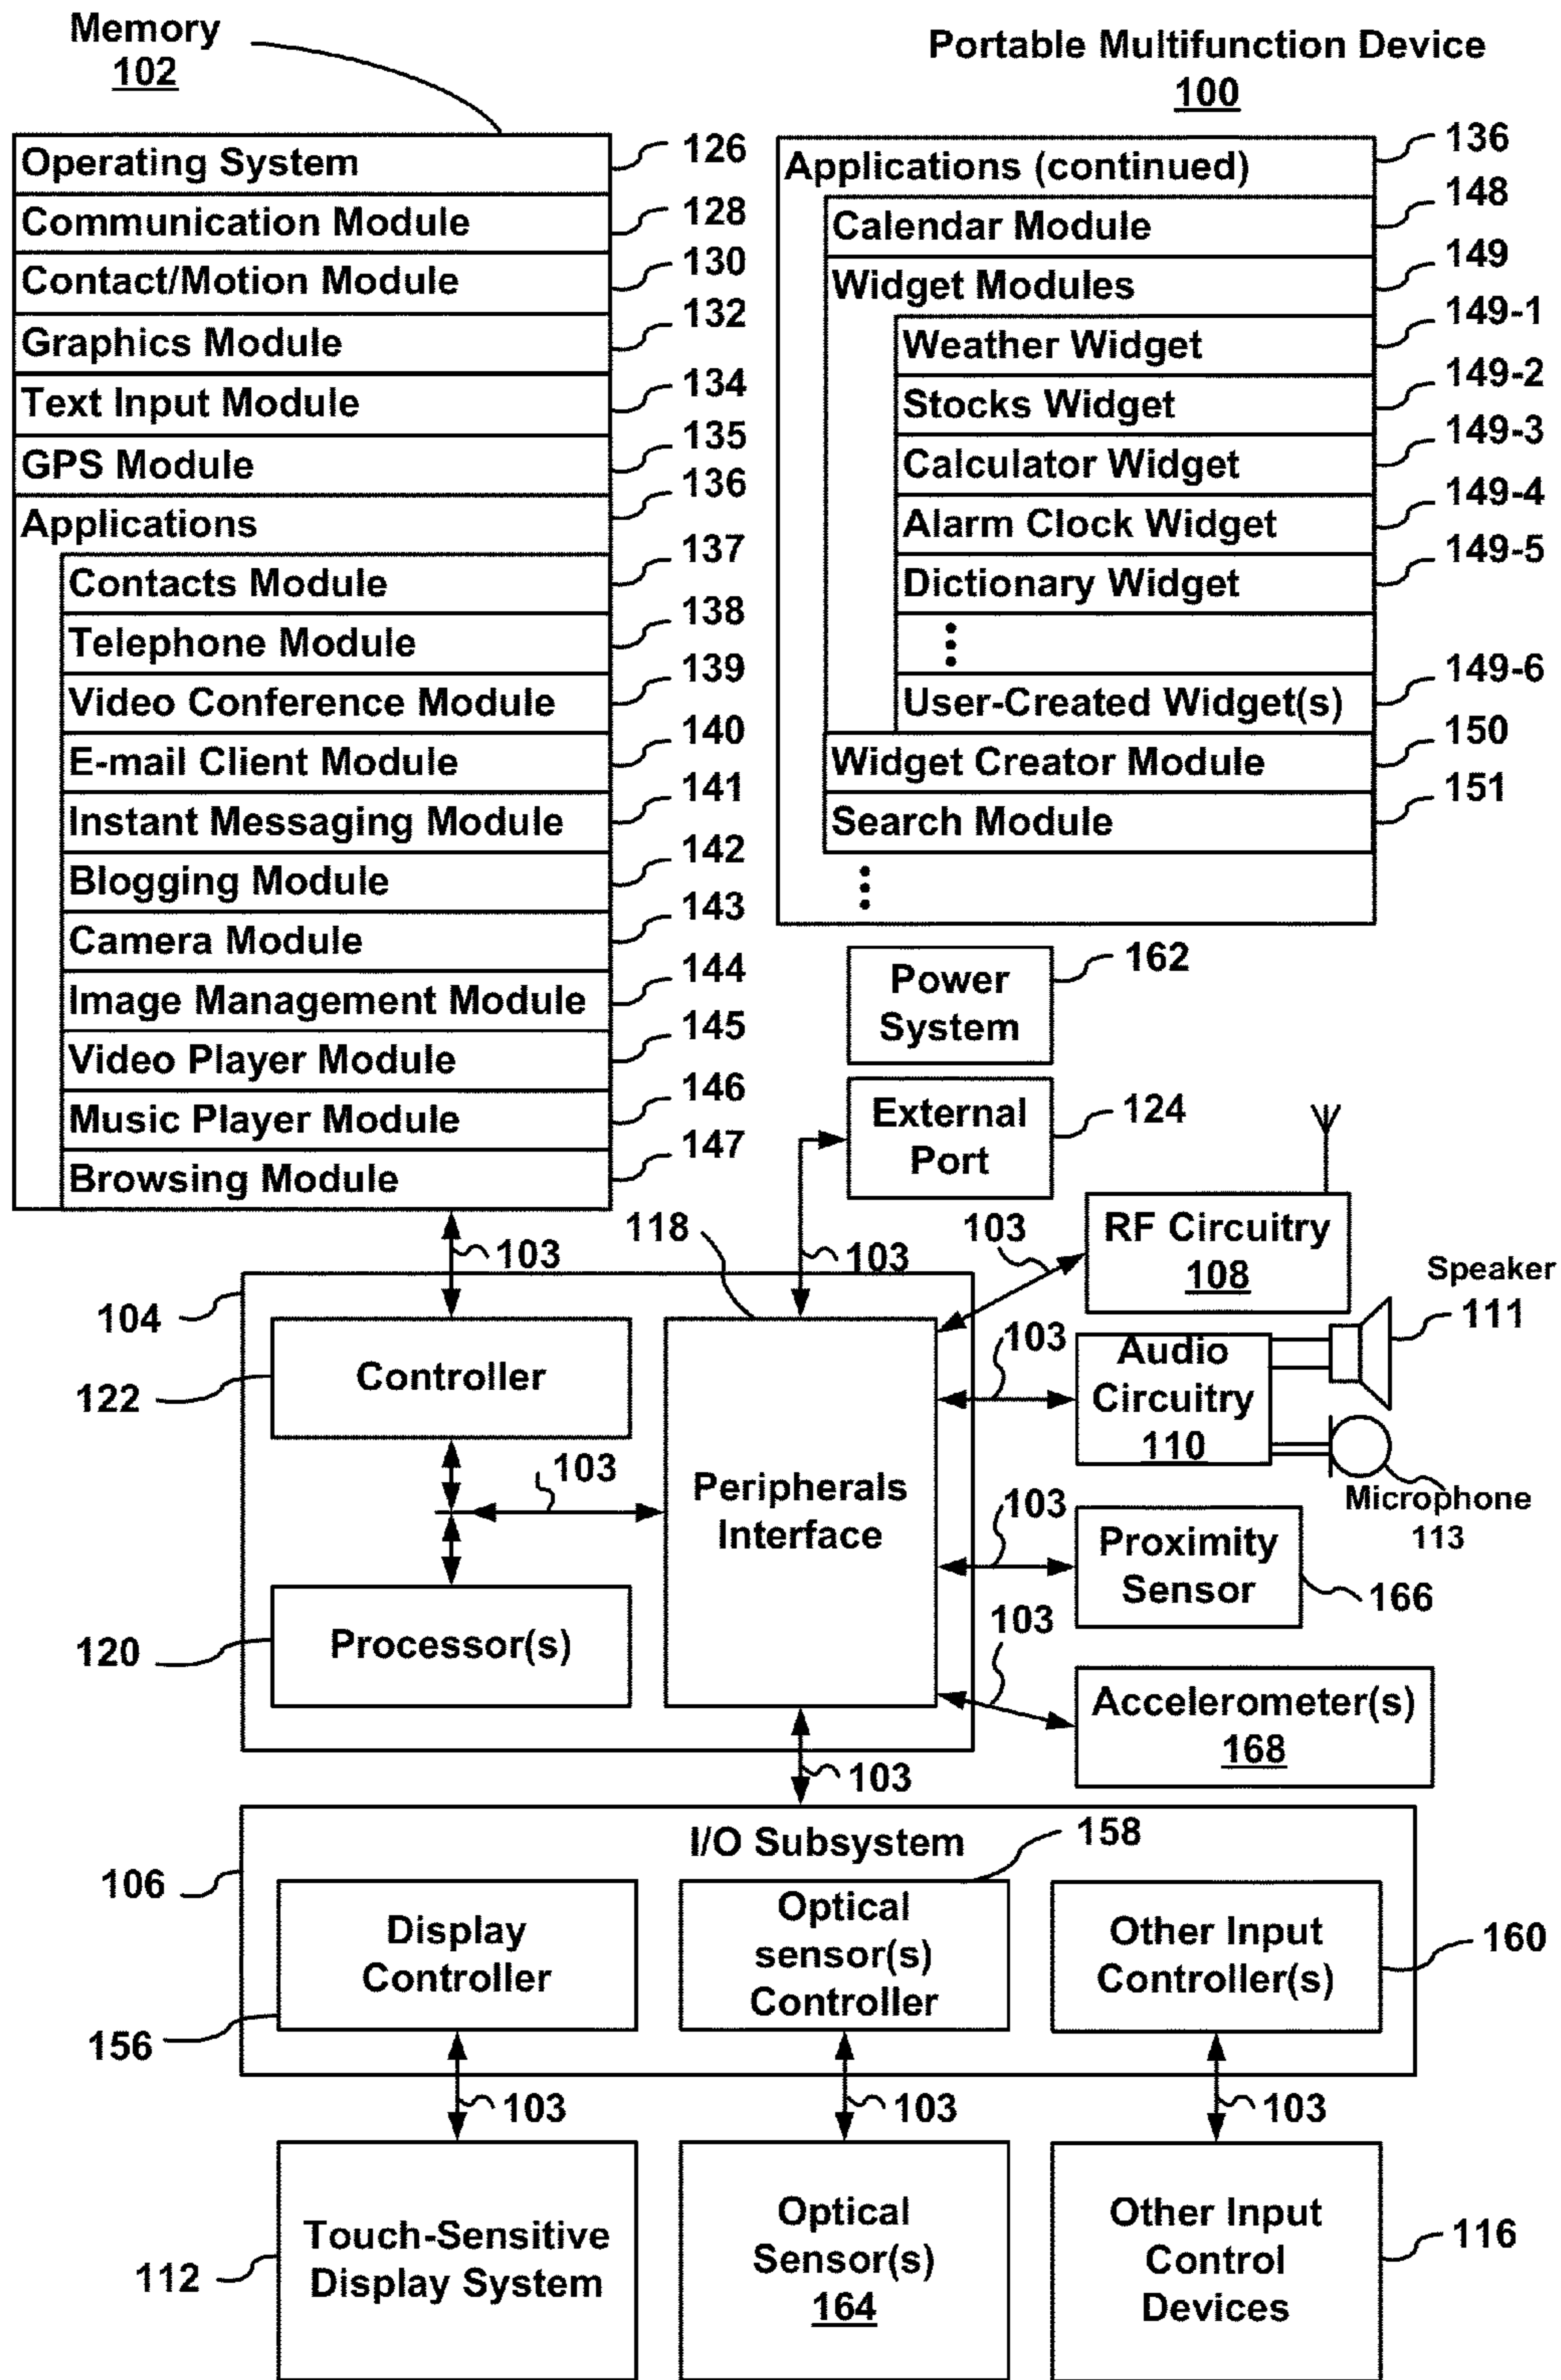 Memory
102
Portable Multifunction Device
100
Operating System
126
Communication Module
128
Contact/Motion Module
130
Graphics Module
132
Text Input Module
134
GPS Module
135
Applications
136
Contacts Module
137
Telephone Module
138
Video Conference Module
139
E-mail Client Module
140
Instant Messaging Module
141
Blogging Module
142
Camera Module
143
Image Management Module
144
Video Player Module
145
Music Player Module
146
Browsing Module
147
Applications (continued)
136
Calendar Module
148
Widget Modules
149
Weather Widget
149-1
Stocks Widget
149-2
Calculator Widget
149-3
Alarm Clock Widget
149-4
Dictionary Widget
149-5
User-Created Widget(s)
149-6
Widget Creator Module
150
Search Module
151
Power
System
162
External
Port
124
103
118
103
103
RF Circuitry
108
Speaker
111
104
Controller
122
103
Audio
Circuitry
110
Microphone
113
103
Peripherals
Interface
103
Proximity
Sensor
166
Processor(s)
120
103
Accelerometer(s)
168
103
I/O Subsystem
106
158
Display
Controller
156
Optical
sensor(s)
Controller
Other Input
Controller(s)
160
103
103
103
Touch-Sensitive
Display System
112
Optical
Sensor(s)
164
Other Input
Control
Devices
116